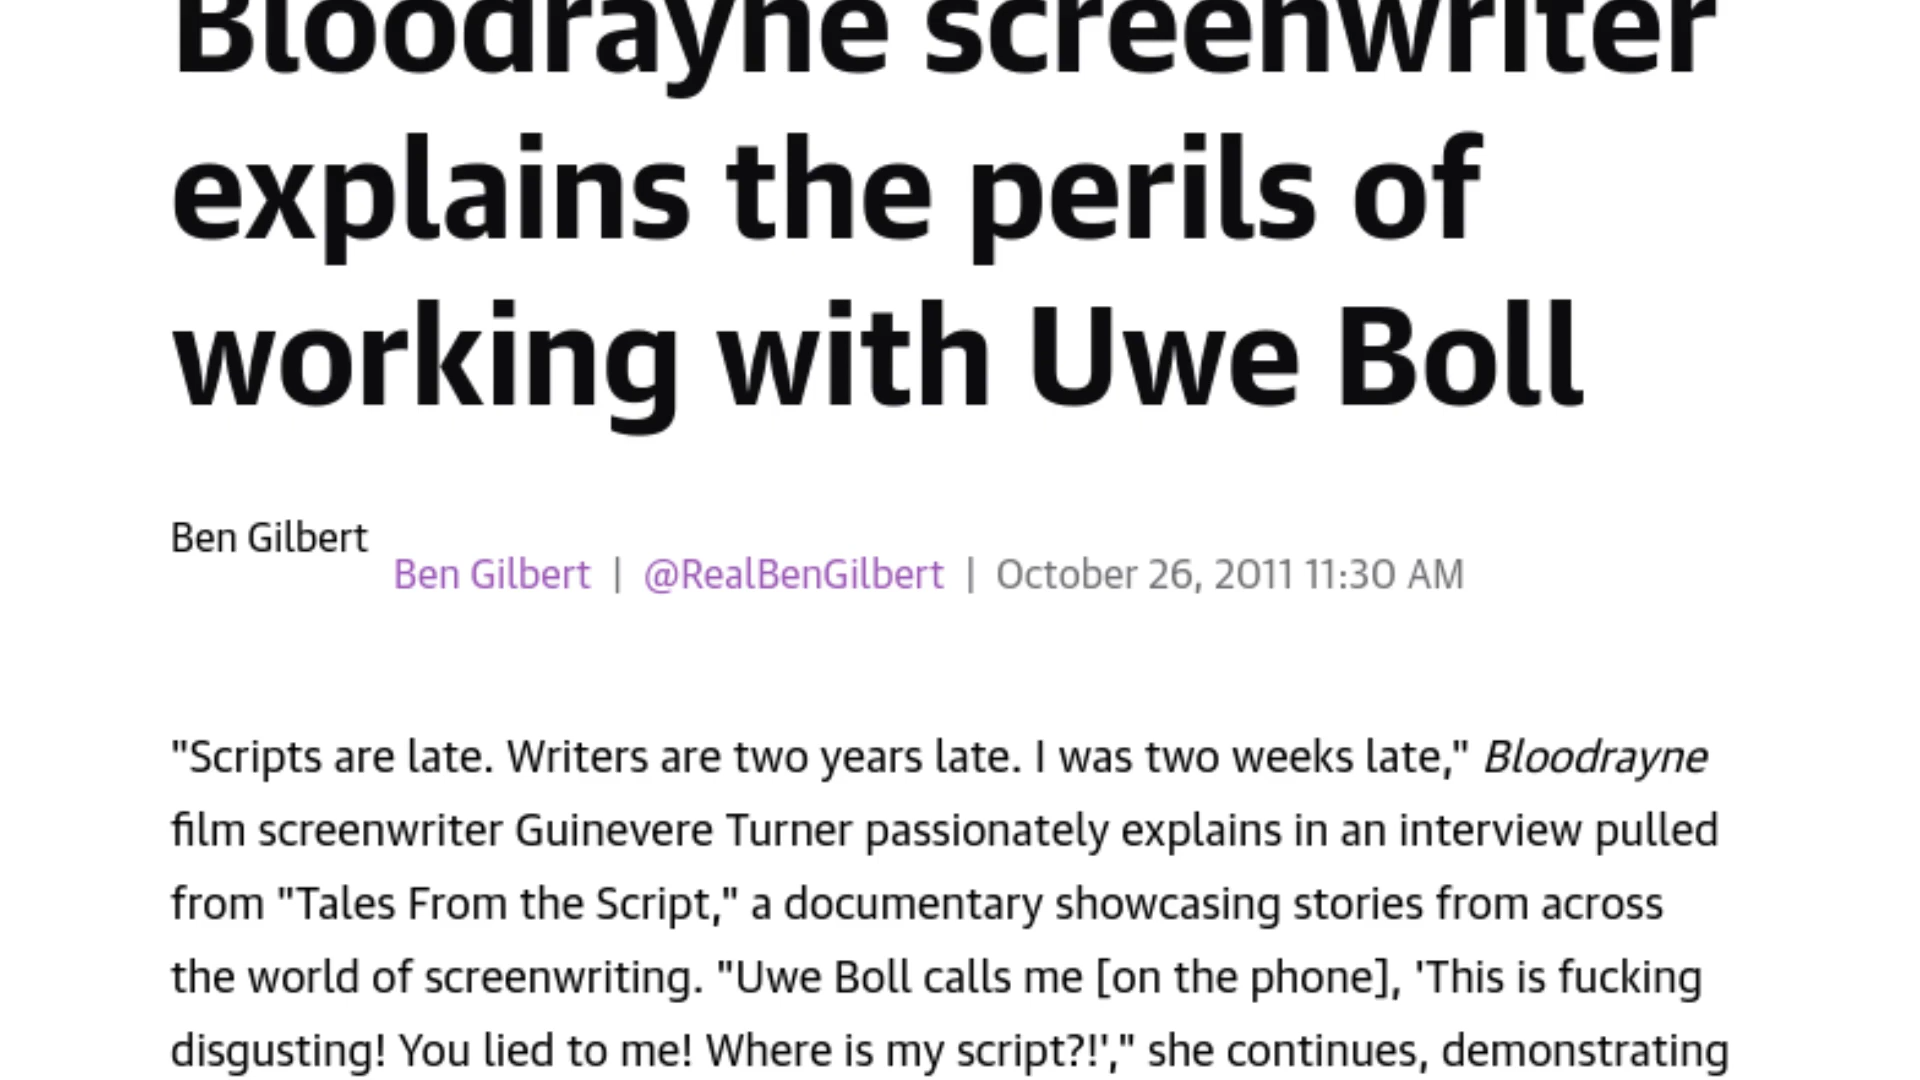 Bloodrayne screenwriter
explains the perils of
working with Uwe Boll
Ben Gilbert
Ben Gilbert | @RealBenGilbert | October 26, 2011 11:30 AM
"Scripts are late. Writers are two years late. I was two weeks late," Bloodrayne
film screenwriter Guinevere Turner passionately explains in an interview pulled
from "Tales From the Script," a documentary showcasing stories from across
the world of screenwriting. "Uwe Boll calls me [on the phone], 'This is fucking
disgusting! You lied to me! Where is my script?!'," she continues, demonstrating